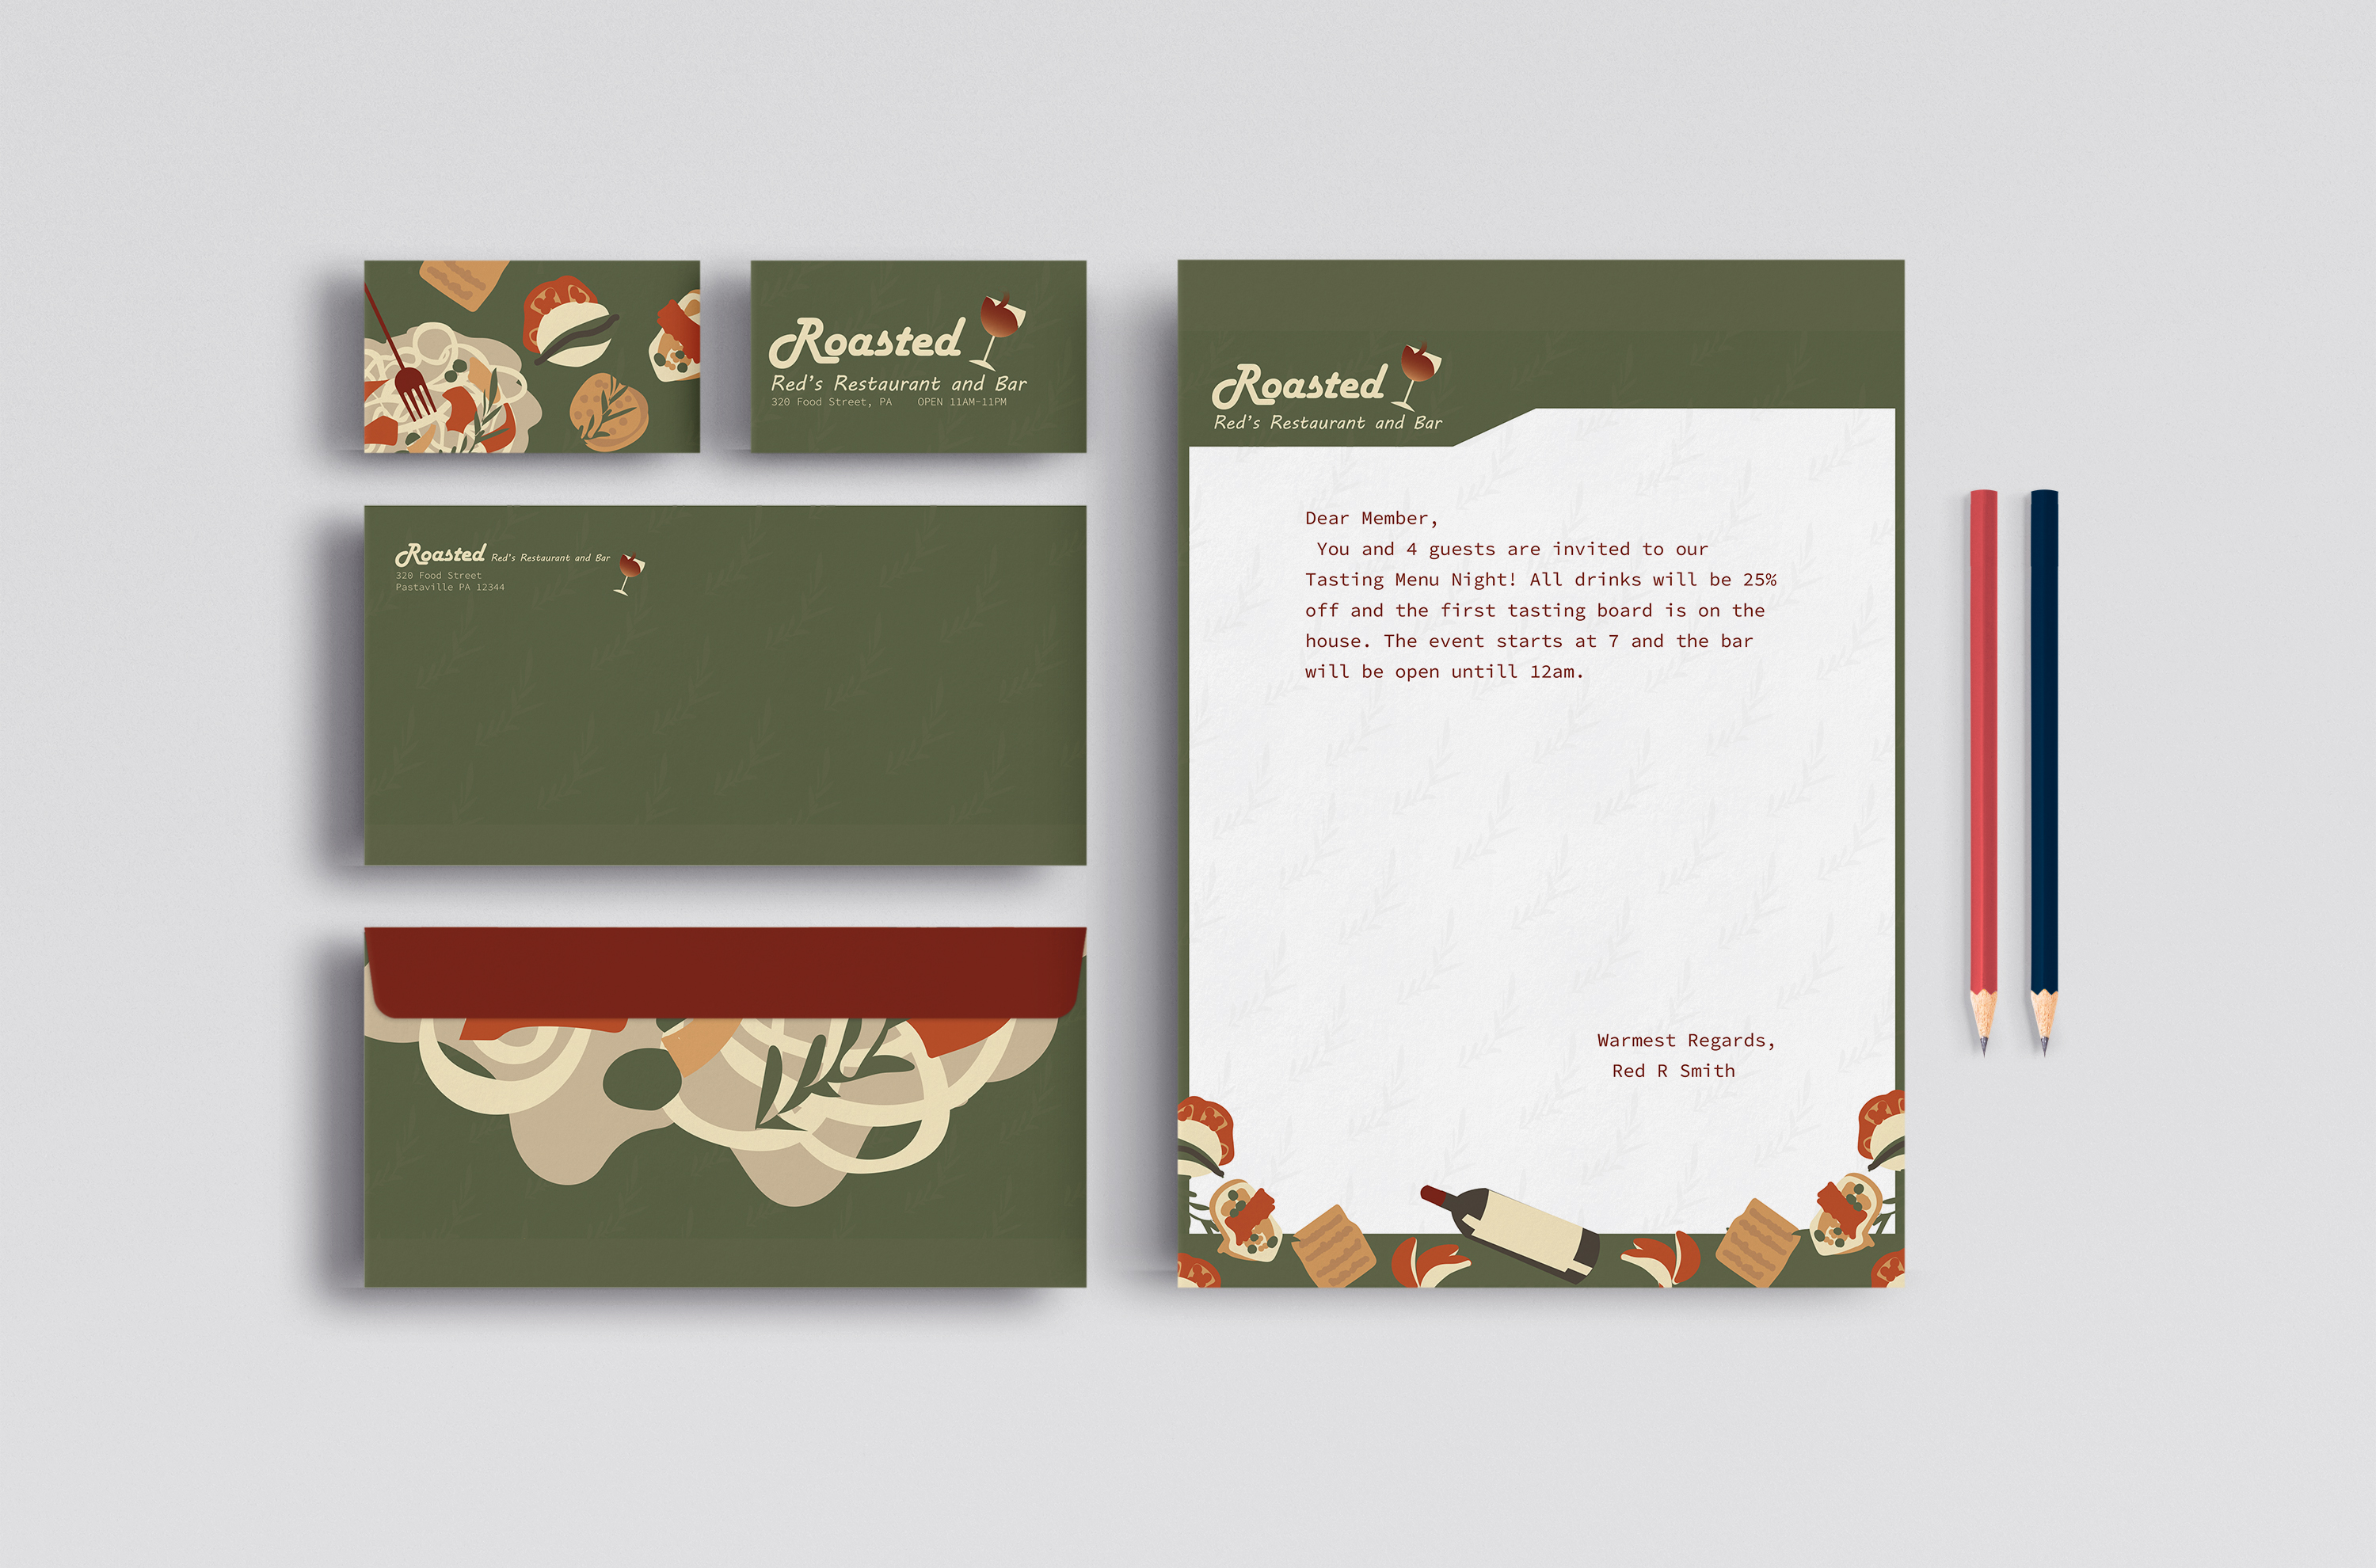 Roasted
Red's Restaurant and Bar
320 Food Street, PA OPEN 11AM-11PM
Roasted Red's Restaurant and Bar
320 Food Street
Pastaville PA 12344
Roasted
Red's Restaurant and Bar
Dear Member,
You and 4 guests are invited to our
Tasting Menu Night! All drinks will be 25%
off and the first tasting board is on the
house. The event starts at 7 and the bar
will be open untill 12am.
Warmest Regards,
Red R Smith